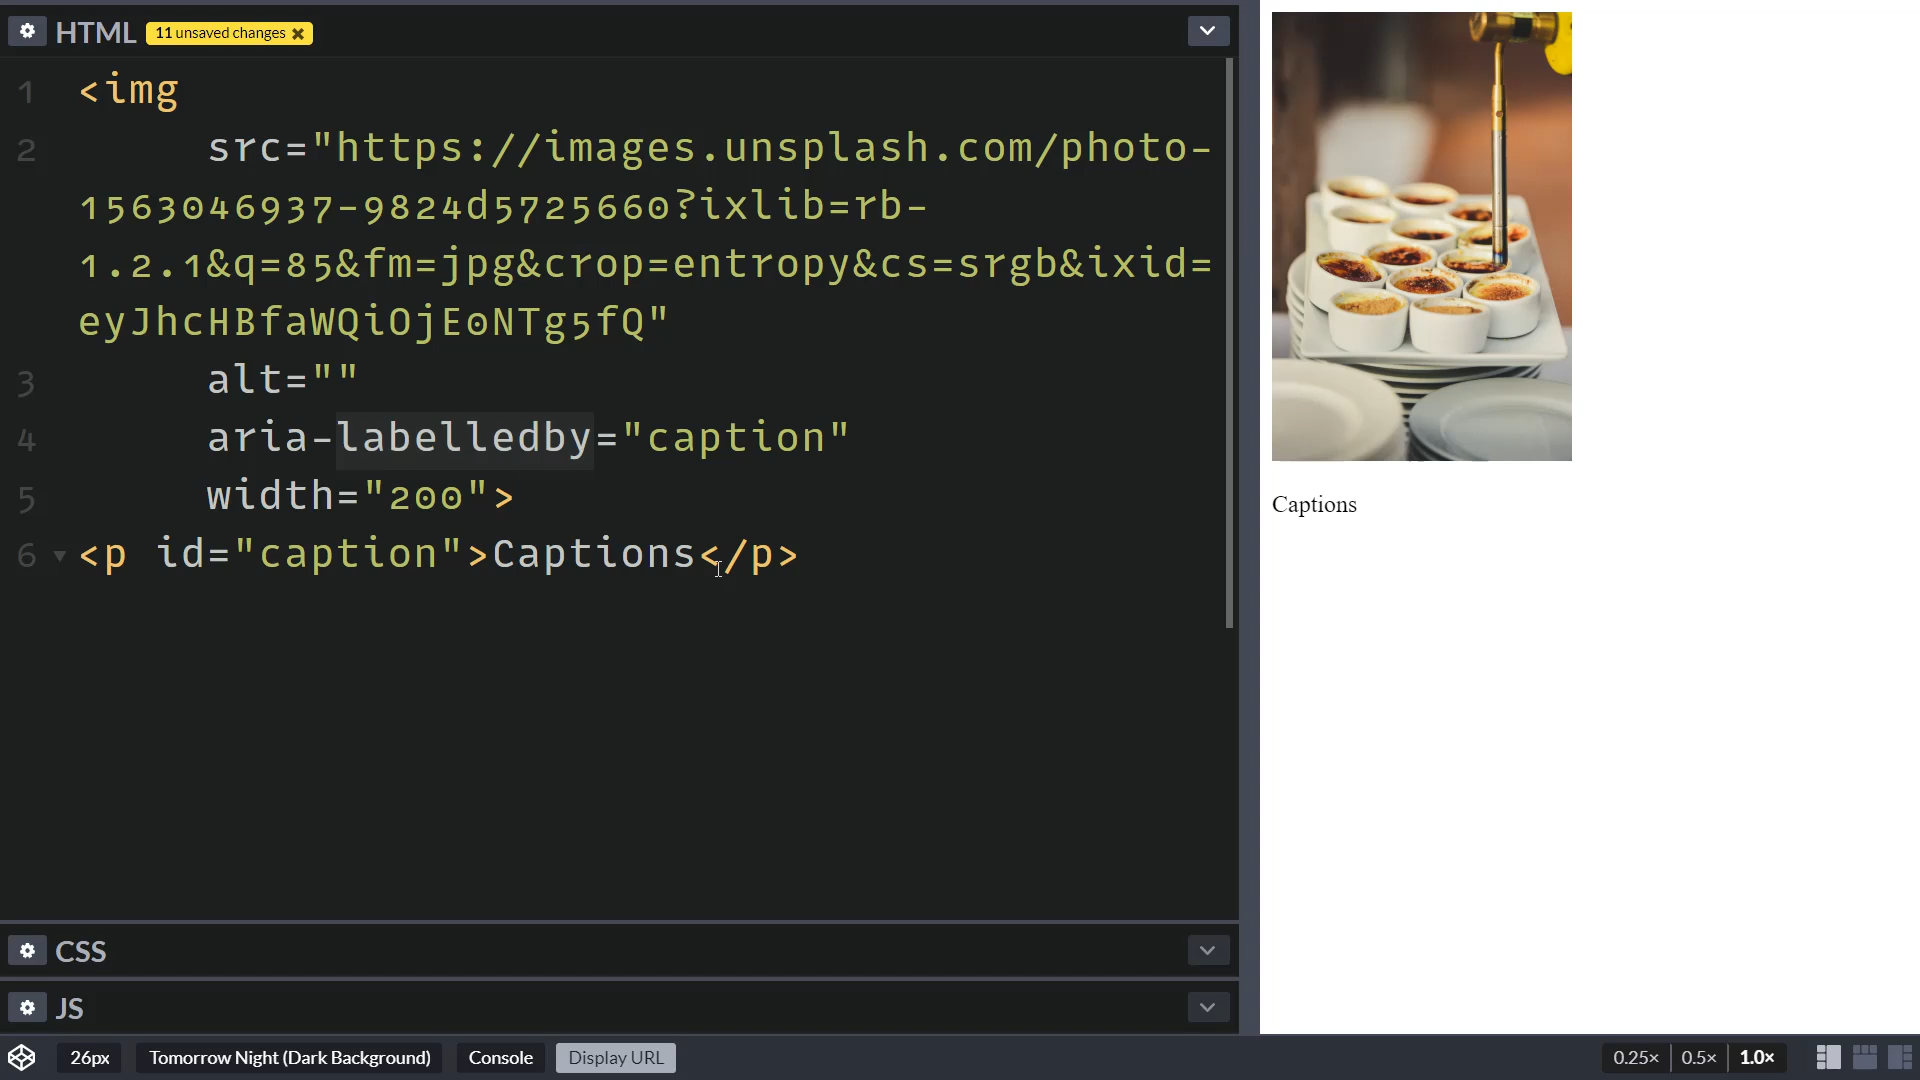 HTML 11 unsaved changes ×
1 <img
2 src="https://images.unsplash.com/photo-
1563046937-9824d5725660?ixlib=rb-
1.2.1&q=85&fm=jpg&crop=entropy&cs=srgb&ixid=
eyJhcHBfaWQiOjE0NTg5fQ"
3 alt=""
4 aria-labelledby="caption"
5 width="200">
6 <p id="caption">Captions</p>
Captions
CSS
JS
26px Tomorrow Night (Dark Background) Console Display URL 0.25× 0.5× 1.0×